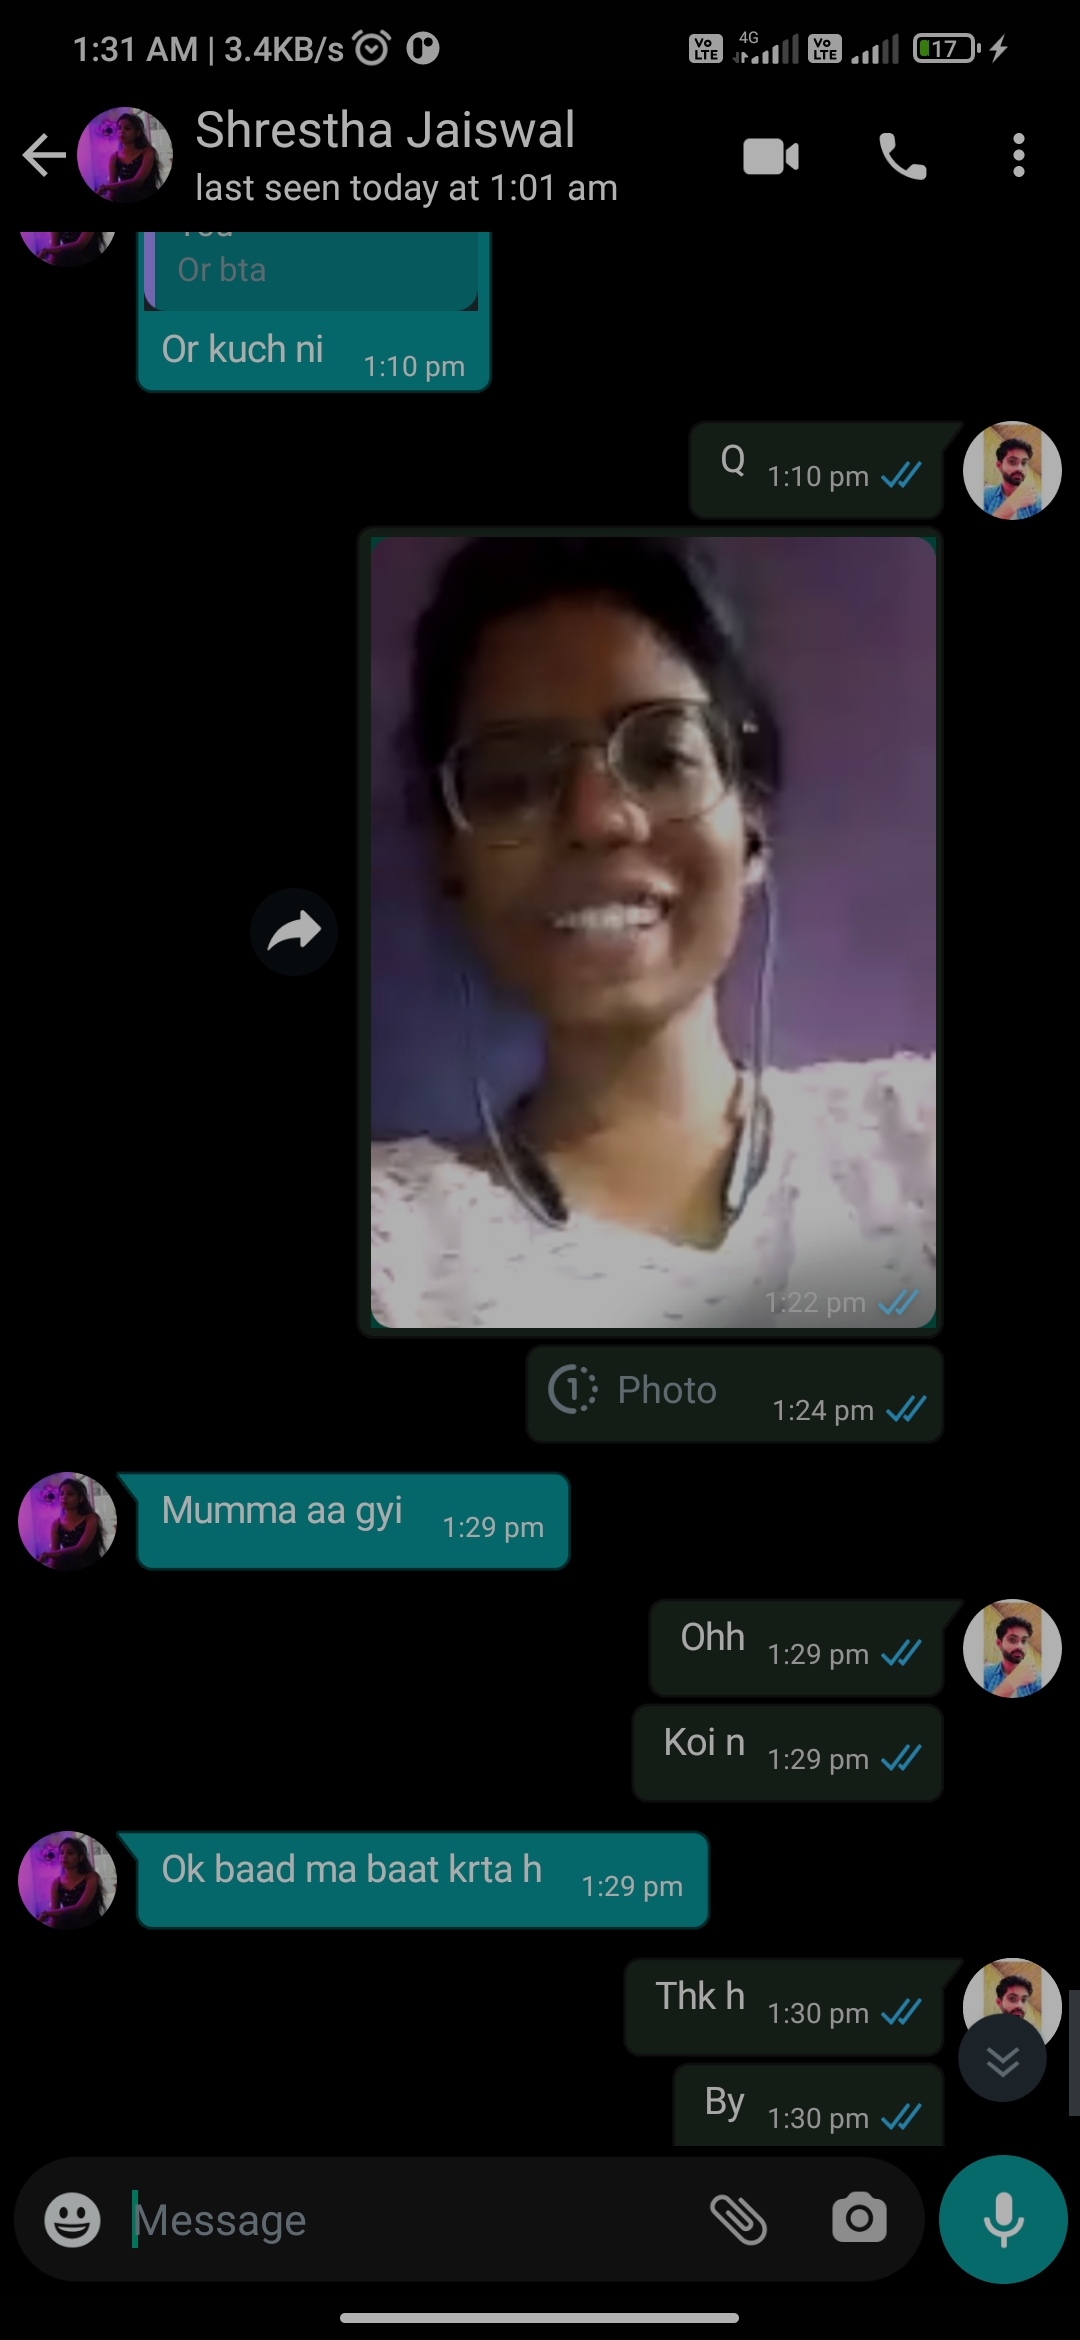 1:31 AM | 3.4KB/s
Vo LTE 4G Vo LTE 17
Shrestha Jaiswal
last seen today at 1:01 am
You
Or bta
Or kuch ni 1:10 pm
Q 1:10 pm
1:22 pm
1 Photo 1:24 pm
Mumma aa gyi 1:29 pm
Ohh 1:29 pm
Koi n 1:29 pm
Ok baad ma baat krta h 1:29 pm
Thk h 1:30 pm
By 1:30 pm
Message